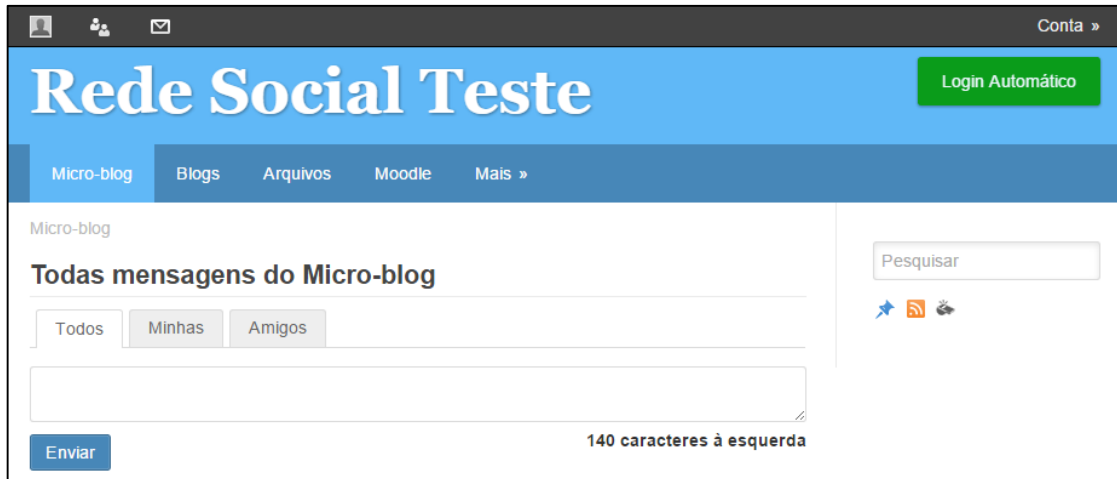 Conta »
Rede Social Teste
Login Automático
Micro-blog Blogs Arquivos Moodle Mais »
Micro-blog
Pesquisar
Todas mensagens do Micro-blog
Todos Minhas Amigos
140 caracteres à esquerda
Enviar